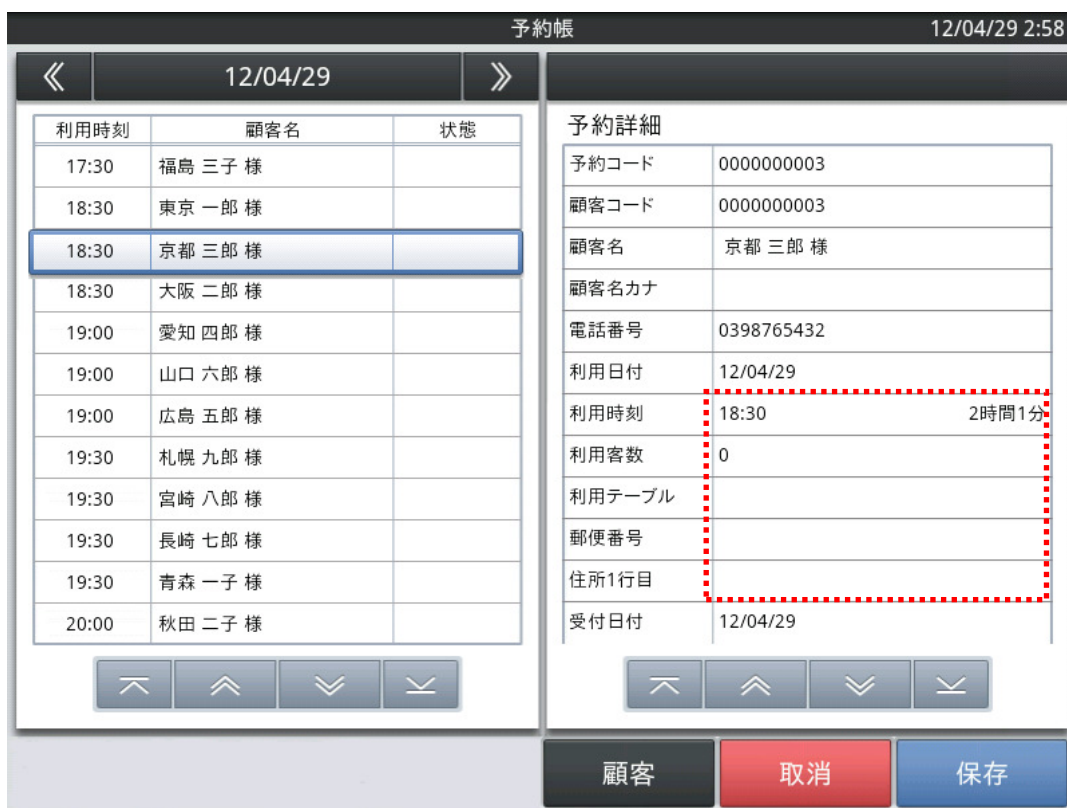 予約帳 12/04/29 2:58
12/04/29
利用時刻 顧客名 状態
17:30 福島 三子 様
18:30 東京 一郎 様
18:30 京都 三郎 様
18:30 大阪 二郎 様
19:00 愛知 四郎 様
19:00 山口 六郎 様
19:00 広島 五郎 様
19:30 札幌 九郎 様
19:30 宮崎 八郎 様
19:30 長崎 七郎 様
19:30 青森 一子 様
20:00 秋田 二子 様
予約詳細
予約コード 0000000003
顧客コード 0000000003
顧客名 京都 三郎 様
顧客名カナ
電話番号 0398765432
利用日付 12/04/29
利用時刻 18:30 2時間1分
利用客数 0
利用テーブル
郵便番号
住所1行目
受付日付 12/04/29
顧客 取消 保存